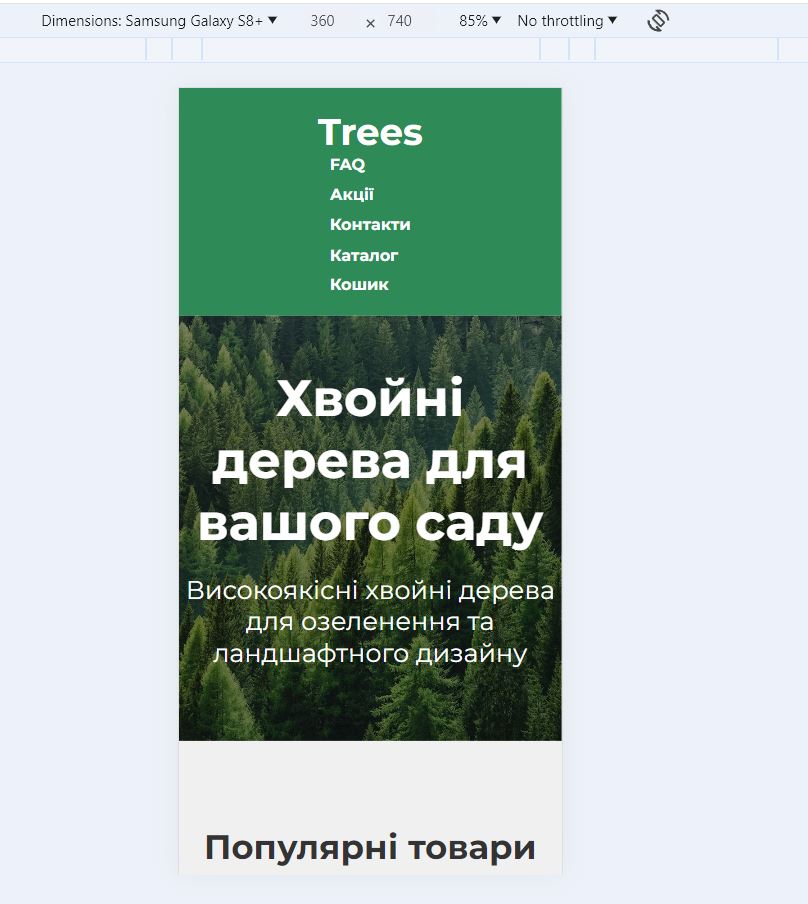 Dimensions: Samsung Galaxy S8+ ▼ 360 × 740 85% ▼ No throttling ▼
Trees
FAQ
Акції
Контакти
Каталог
Кошик
Хвойні
дерева для
вашого саду
Високоякісні хвойні дерева
для озеленення та
ландшафтного дизайну
Популярні товари